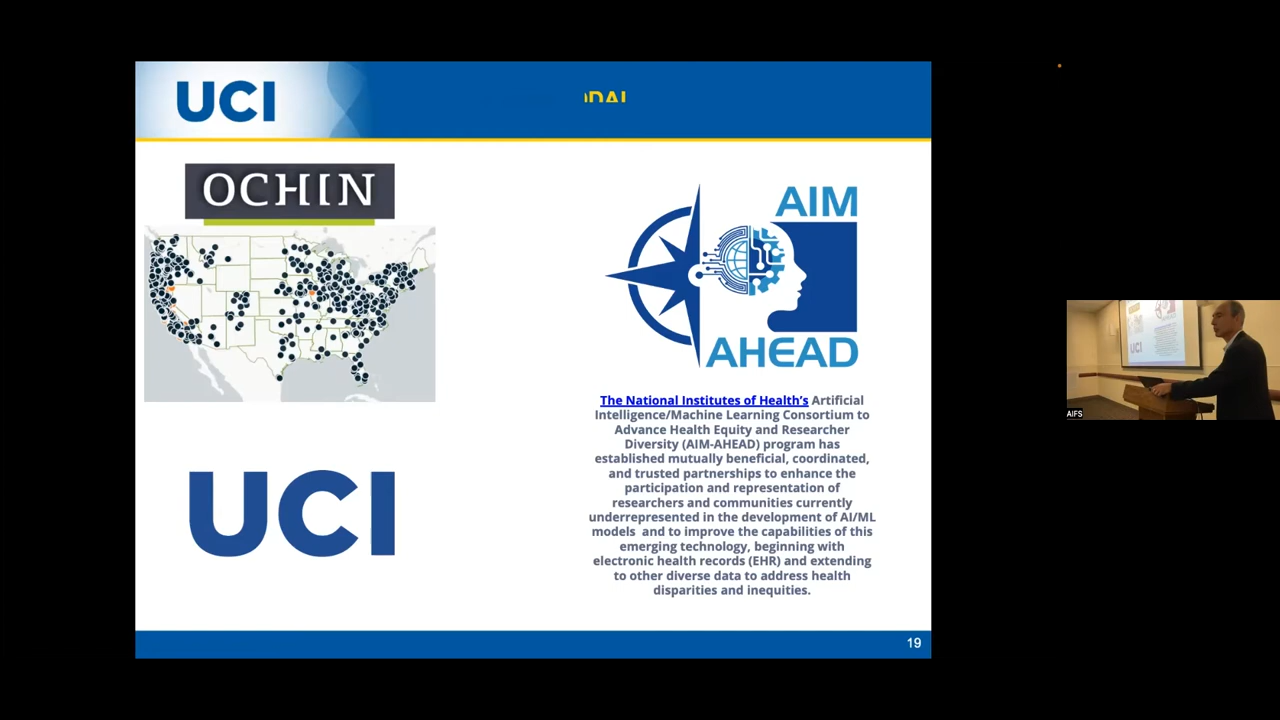 UCI
OCHIN
AIM
AHEAD
The National Institutes of Health's Artificial
Intelligence/Machine Learning Consortium to
Advance Health Equity and Researcher
Diversity (AIM-AHEAD) program has
established mutually beneficial, coordinated,
and trusted partnerships to enhance the
participation and representation of
researchers and communities currently
underrepresented in the development of AI/ML
models and to improve the capabilities of this
emerging technology, beginning with
electronic health records (EHR) and extending
to other diverse data to address health
disparities and inequities.
UCI
19
AIFS